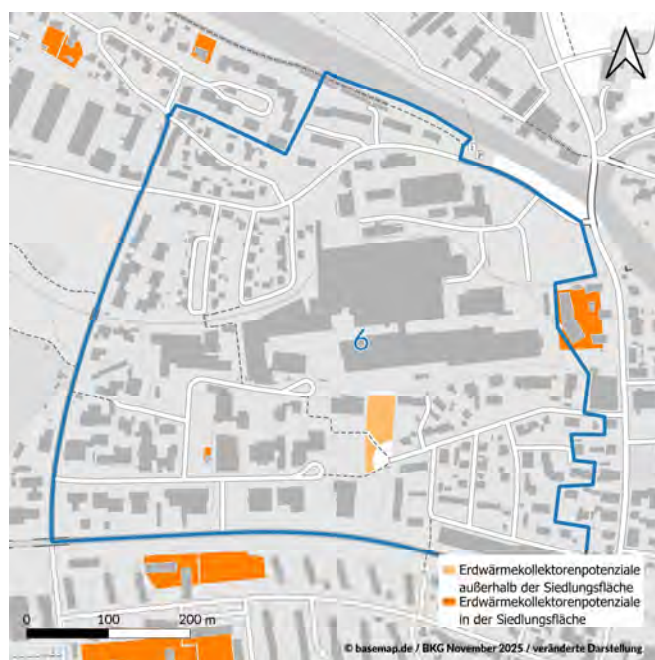 6
Erdwärmekollektorenpotenziale
außerhalb der Siedlungsfläche
Erdwärmekollektorenpotenziale
in der Siedlungsfläche
0 100 200 m
© basemap.de / BKG November 2025 / veränderte Darstellung